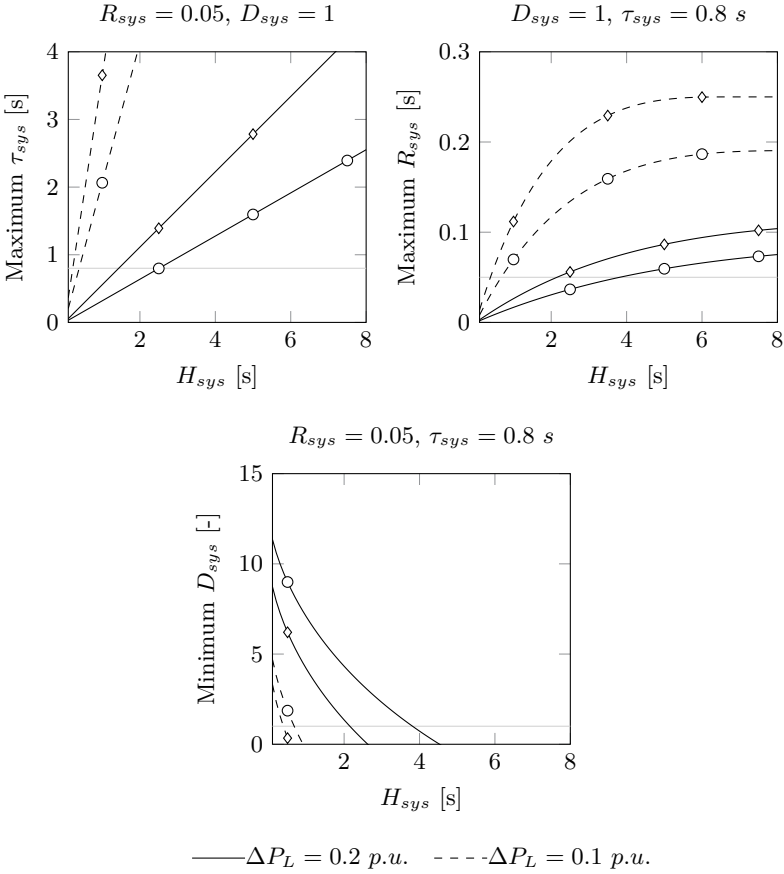 R_sys = 0.05, D_sys = 1
Maximum τ_sys [s]
4
3
2
1
0
2 4 6 8
H_sys [s]
D_sys = 1, τ_sys = 0.8 s
Maximum R_sys [s]
0.3
0.2
0.1
0
2 4 6 8
H_sys [s]
R_sys = 0.05, τ_sys = 0.8 s
Minimum D_sys [-]
15
10
5
0
2 4 6 8
H_sys [s]
ΔP_L = 0.2 p.u. ΔP_L = 0.1 p.u.